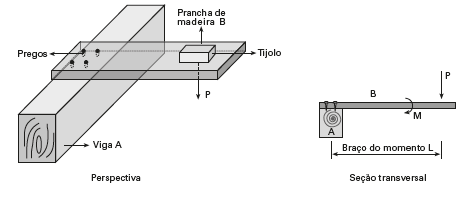 Prancha de
madeira B
Pregos
Tijolo
P
Viga A
Perspectiva
P
B
M
A
Braço do momento L
Seção transversal